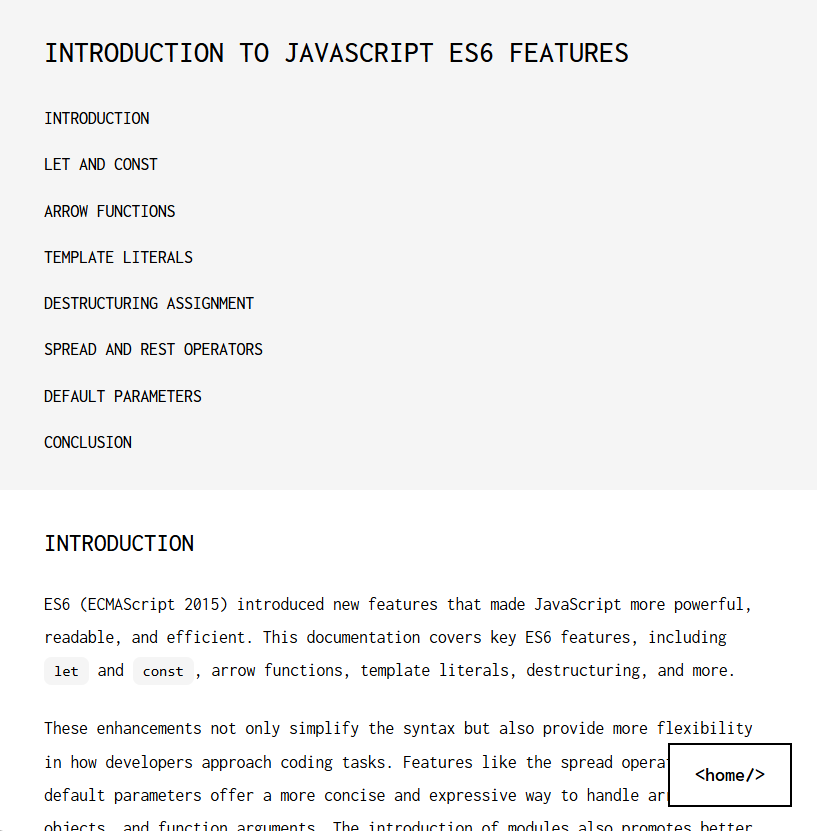 INTRODUCTION TO JAVASCRIPT ES6 FEATURES
INTRODUCTION
LET AND CONST
ARROW FUNCTIONS
TEMPLATE LITERALS
DESTRUCTURING ASSIGNMENT
SPREAD AND REST OPERATORS
DEFAULT PARAMETERS
CONCLUSION
INTRODUCTION
ES6 (ECMAScript 2015) introduced new features that made JavaScript more powerful,
readable, and efficient. This documentation covers key ES6 features, including
let and const, arrow functions, template literals, destructuring, and more.
These enhancements not only simplify the syntax but also provide more flexibility
in how developers approach coding tasks. Features like the spread
default parameters offer a more concise and expressive way to handle
objects, and function arguments. The introduction of modules also promotes better
<home/>